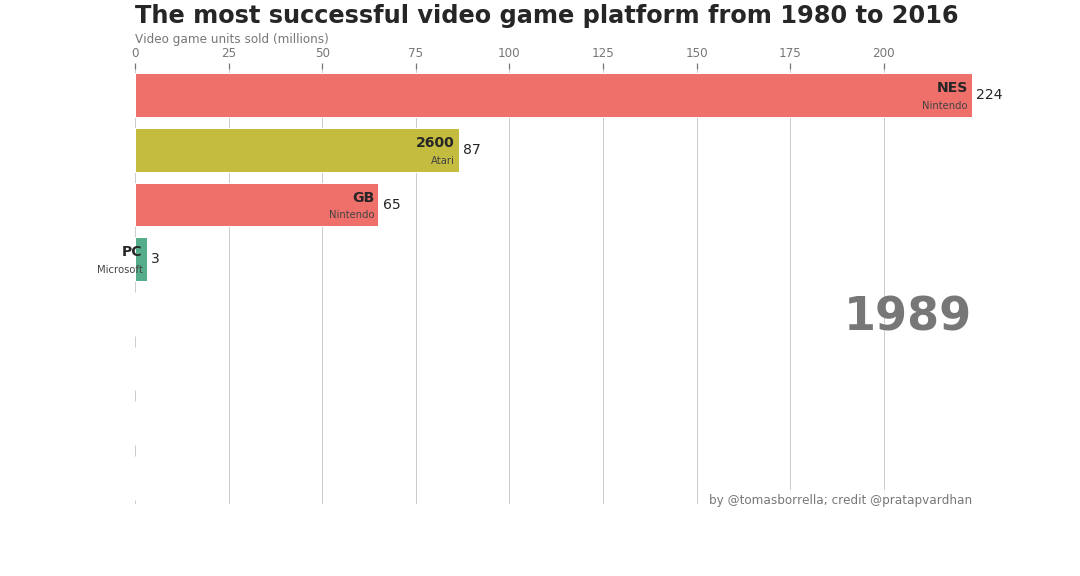 The most successful video game platform from 1980 to 2016
Video game units sold (millions)
0 25 50 75 100 125 150 175 200
NES
Nintendo
224
2600
Atari
87
GB
Nintendo
65
PC
Microsoft
3
1989
by @tomasborrella; credit @pratapvardhan